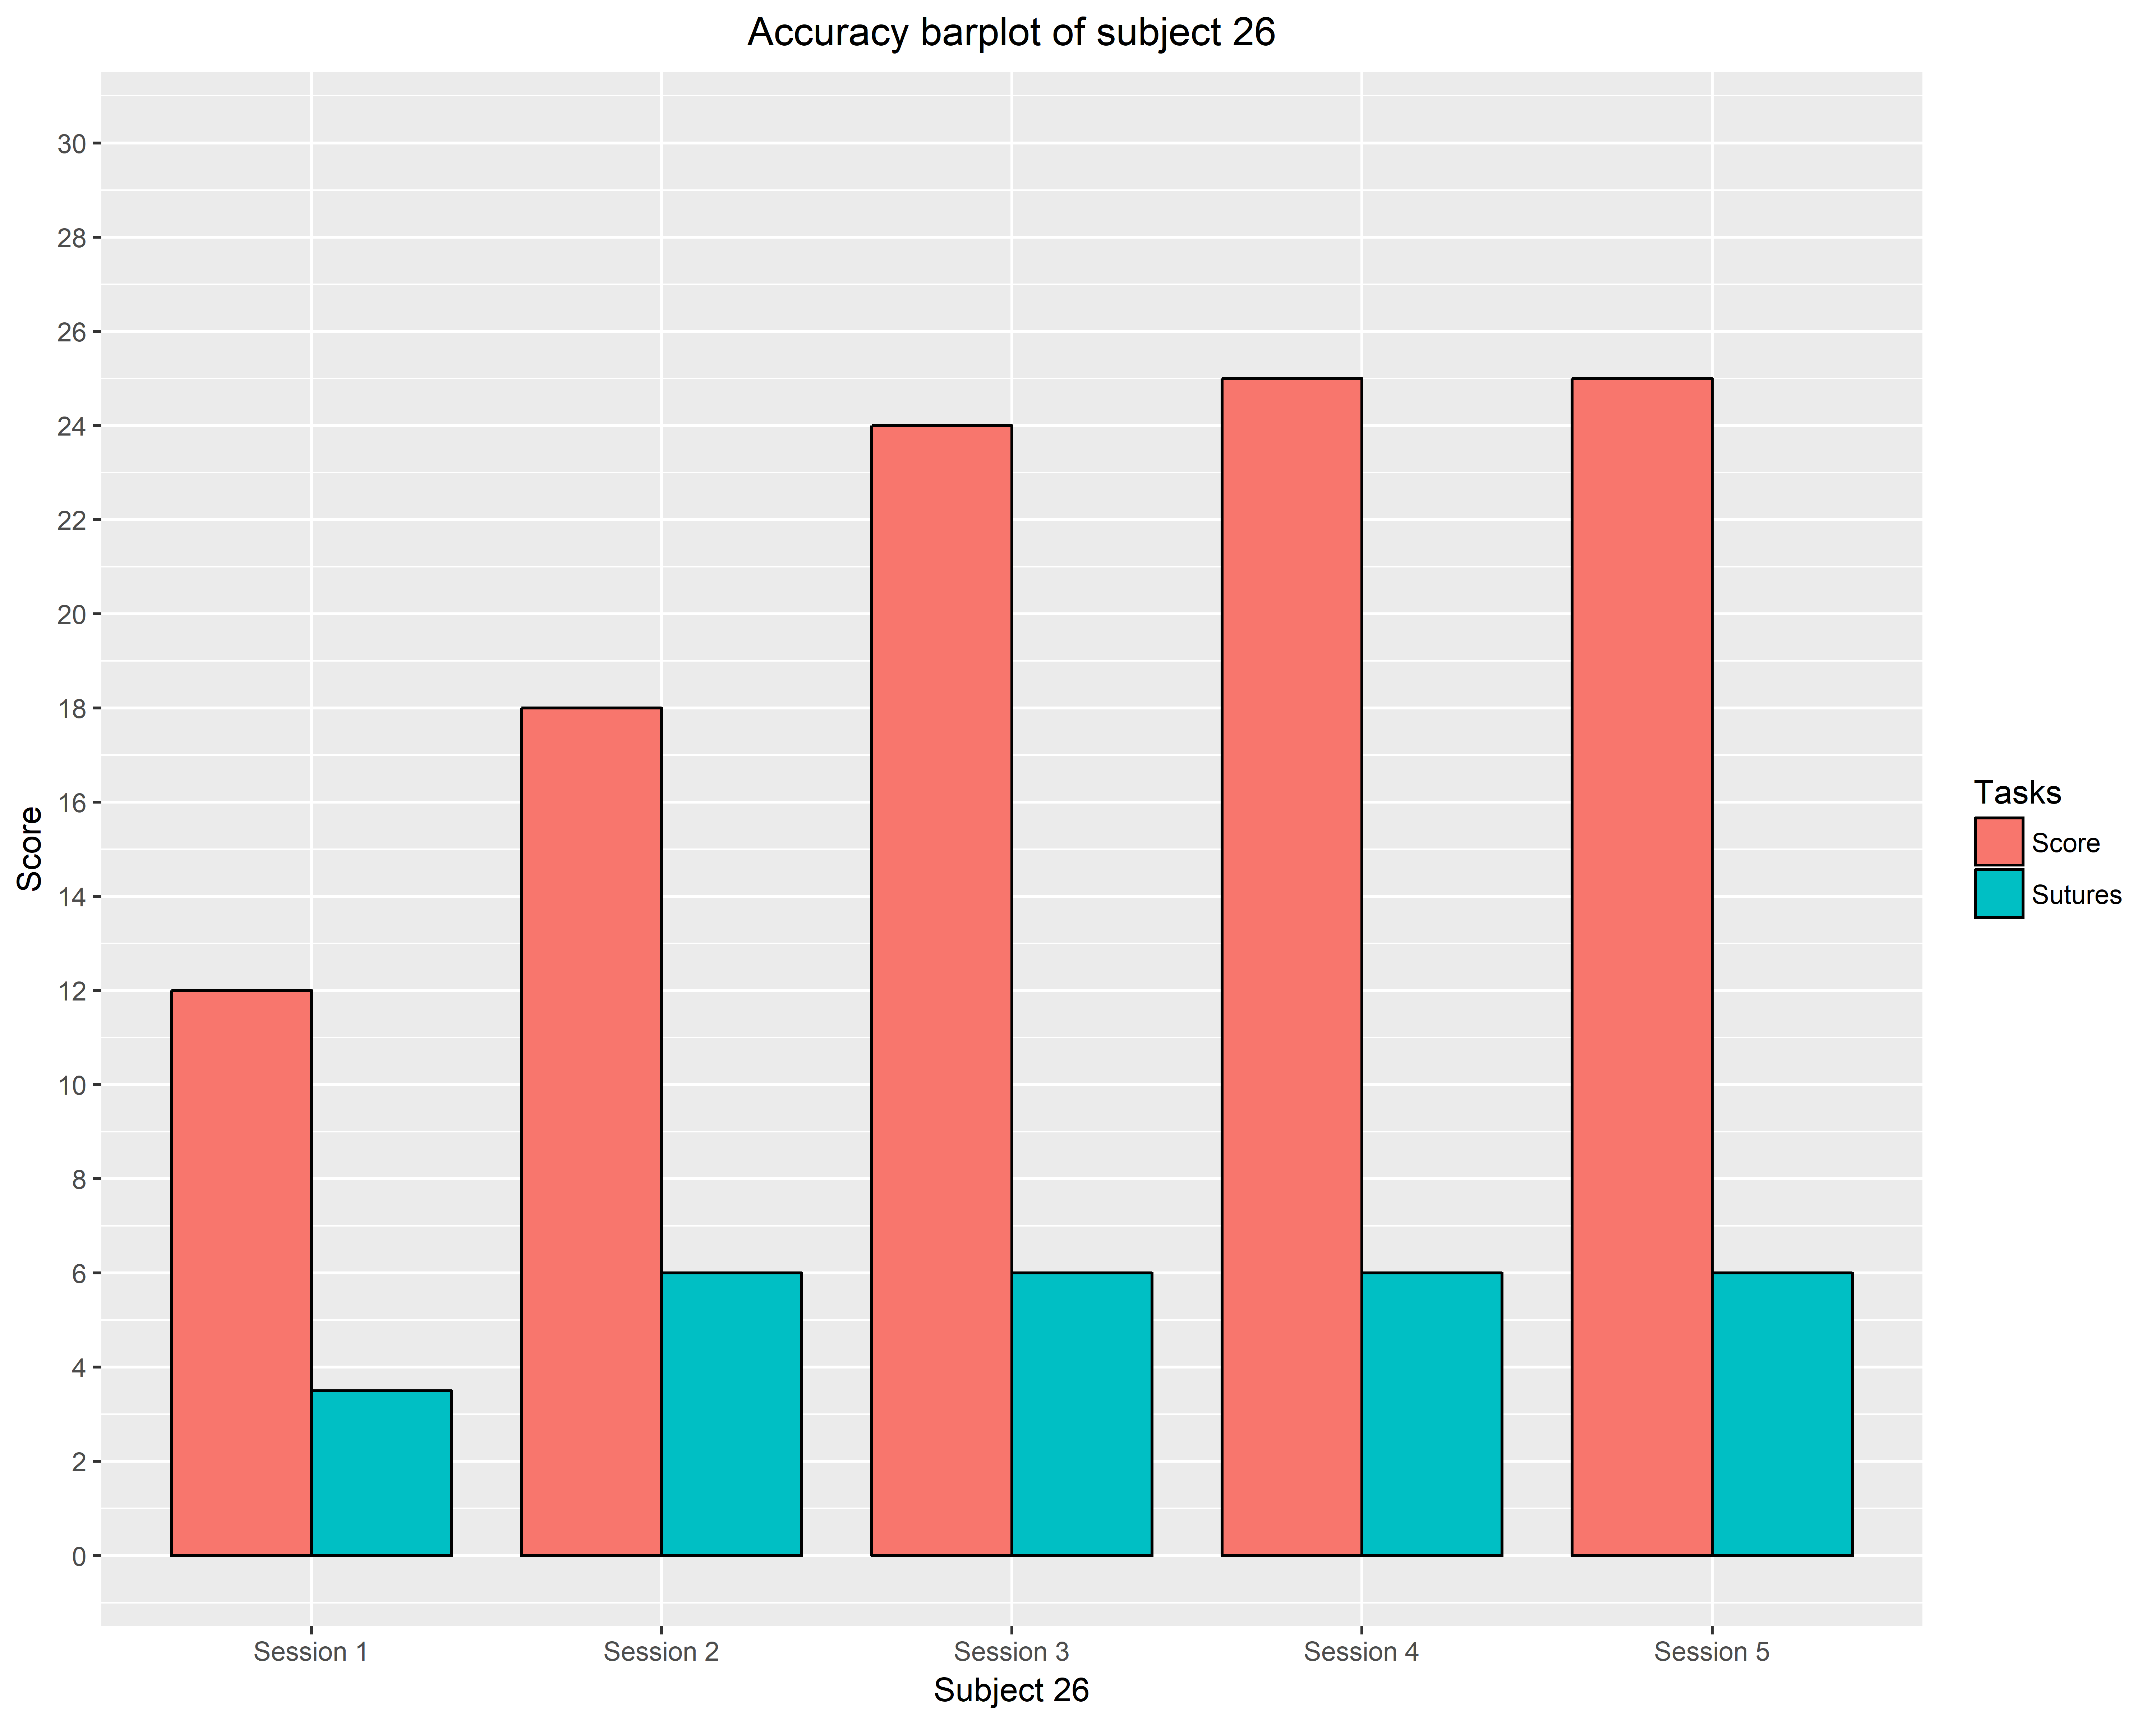 Accuracy barplot of subject 26
30
28
26
24
22
20
18
16
14
12
10
8
6
4
2
0
Score
Session 1
Session 2
Session 3
Session 4
Session 5
Subject 26
Tasks
Score
Sutures